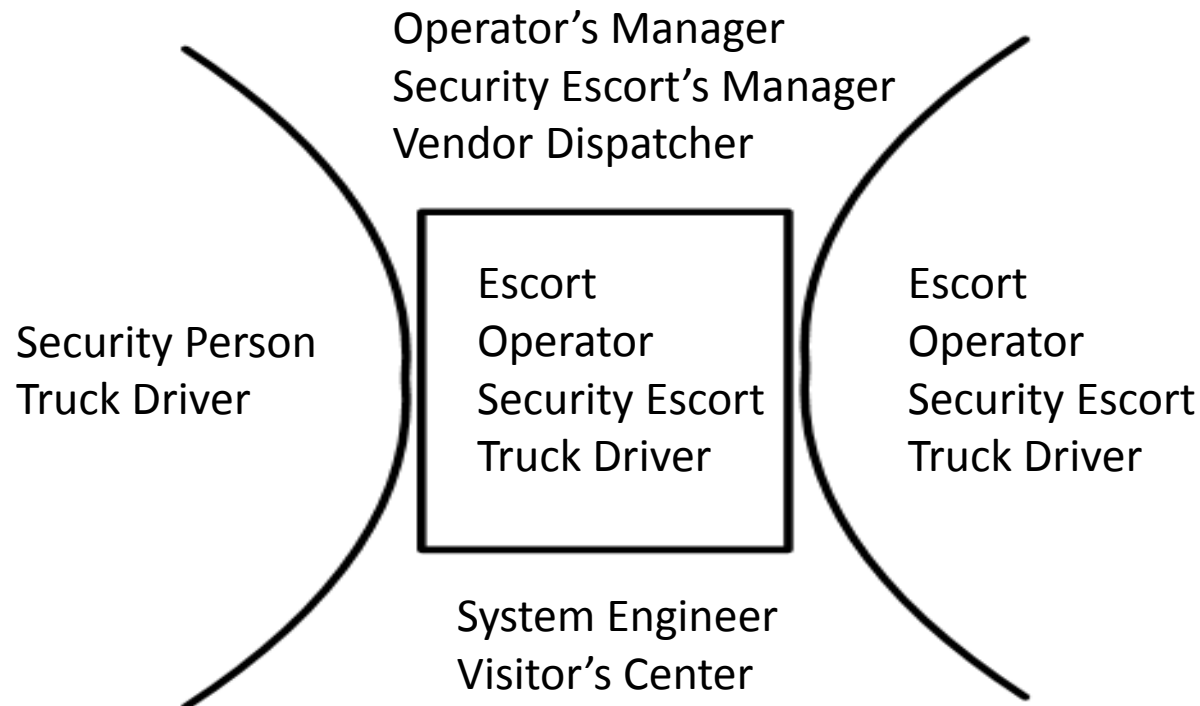 Operator’s Manager
Security Escort’s Manager
Vendor Dispatcher
Security Person
Truck Driver
Escort
Operator
Security Escort
Truck Driver
Escort
Operator
Security Escort
Truck Driver
System Engineer
Visitor’s Center